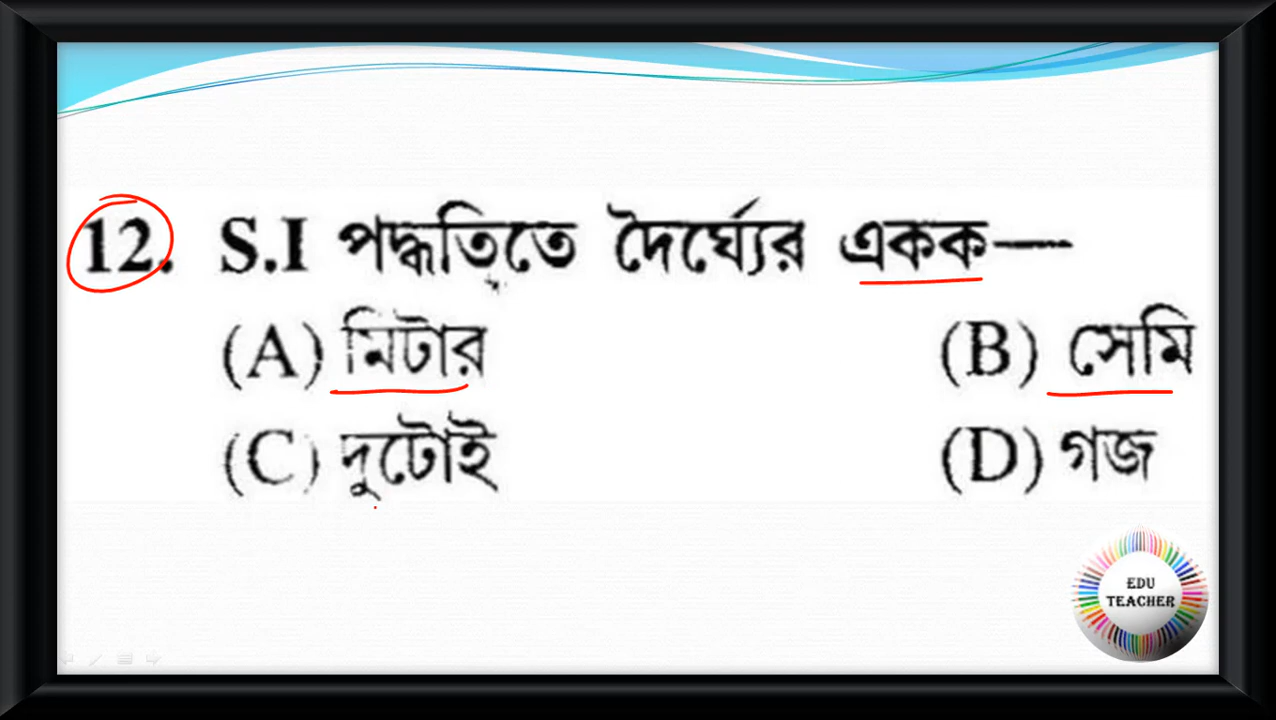 12. S.I পদ্ধতিতে দৈর্ঘ্যের একক—
(A) মিটার (B) সেমি
(C) দুটোই (D) গজ
EDU
TEACHER